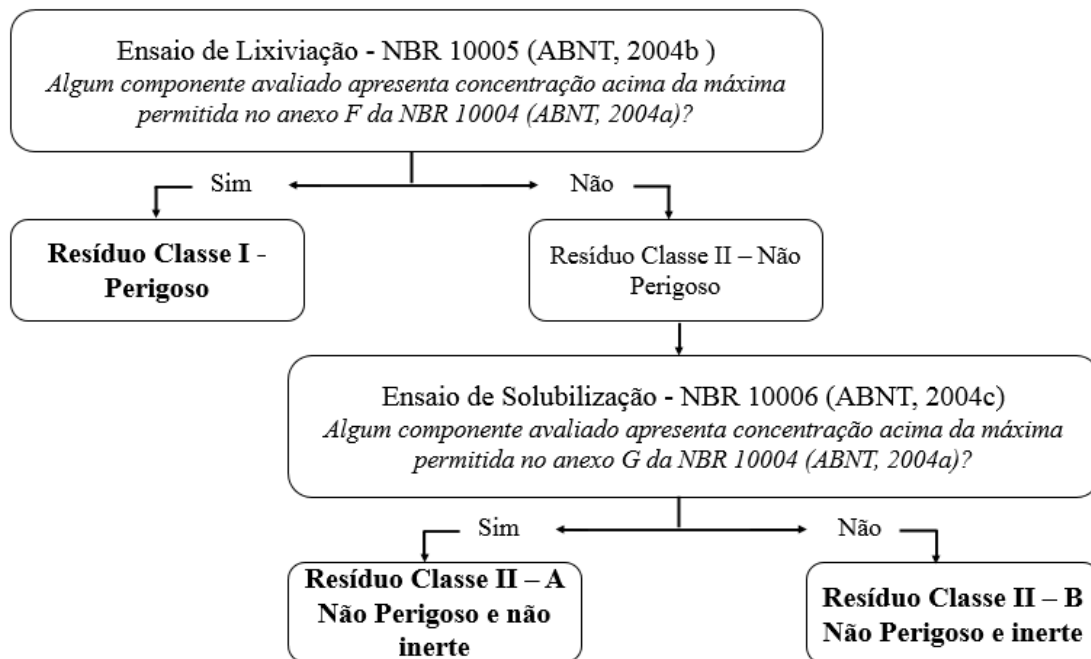 Ensaio de Lixiviação - NBR 10005 (ABNT, 2004b )
Algum componente avaliado apresenta concentração acima da máxima
permitida no anexo F da NBR 10004 (ABNT, 2004a)?
Sim
Não
Resíduo Classe I -
Perigoso
Resíduo Classe II – Não
Perigoso
Ensaio de Solubilização - NBR 10006 (ABNT, 2004c)
Algum componente avaliado apresenta concentração acima da máxima
permitida no anexo G da NBR 10004 (ABNT, 2004a)?
Sim
Não
Resíduo Classe II – A
Não Perigoso e não
inerte
Resíduo Classe II – B
Não Perigoso e inerte